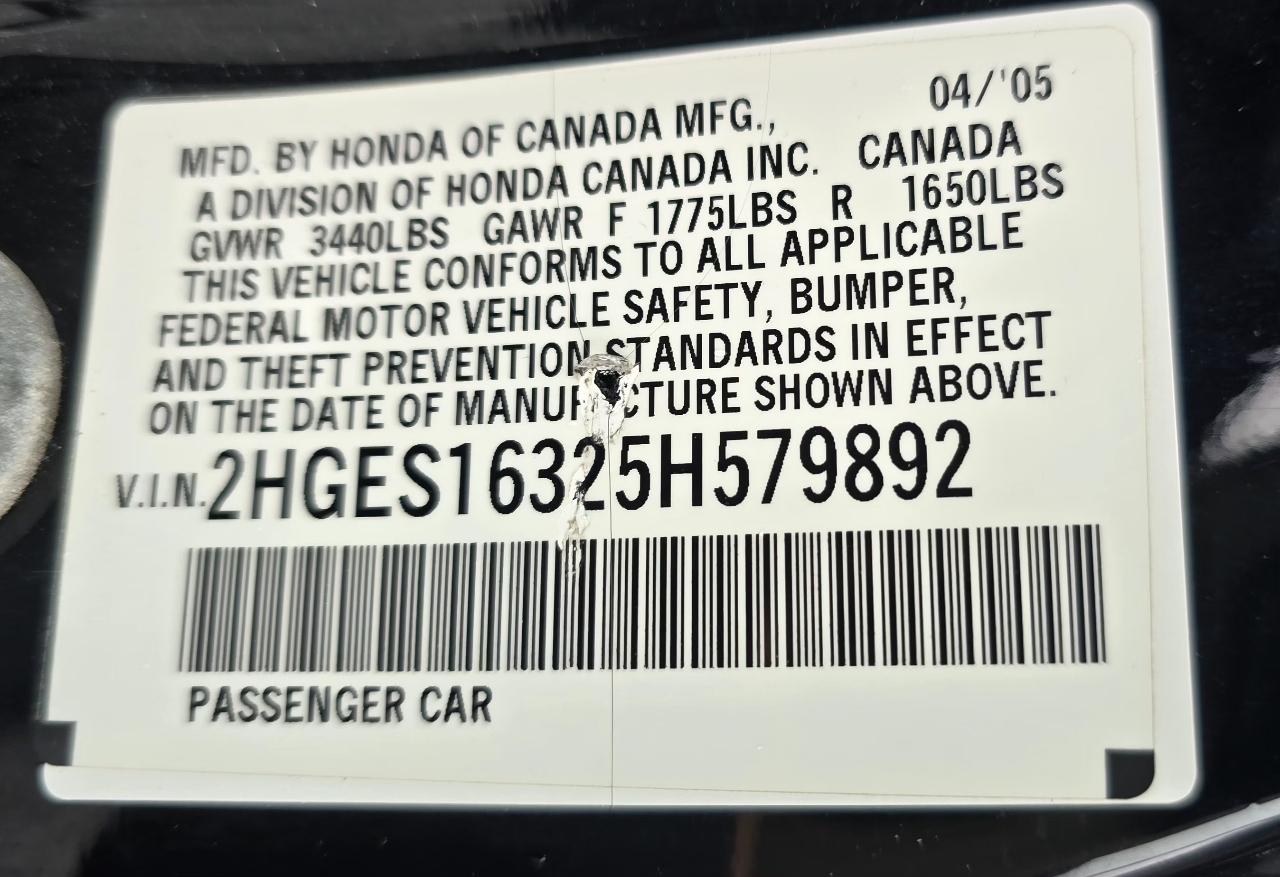 04/'05
MFD. BY HONDA OF CANADA MFG.,
A DIVISION OF HONDA CANADA INC. CANADA
GVWR 3440LBS GAWR F 1775LBS R 1650LBS
THIS VEHICLE CONFORMS TO ALL APPLICABLE
FEDERAL MOTOR VEHICLE SAFETY, BUMPER,
AND THEFT PREVENTION STANDARDS IN EFFECT
ON THE DATE OF MANUFACTURE SHOWN ABOVE.
V.I.N. 2HGES16325H579892
PASSENGER CAR